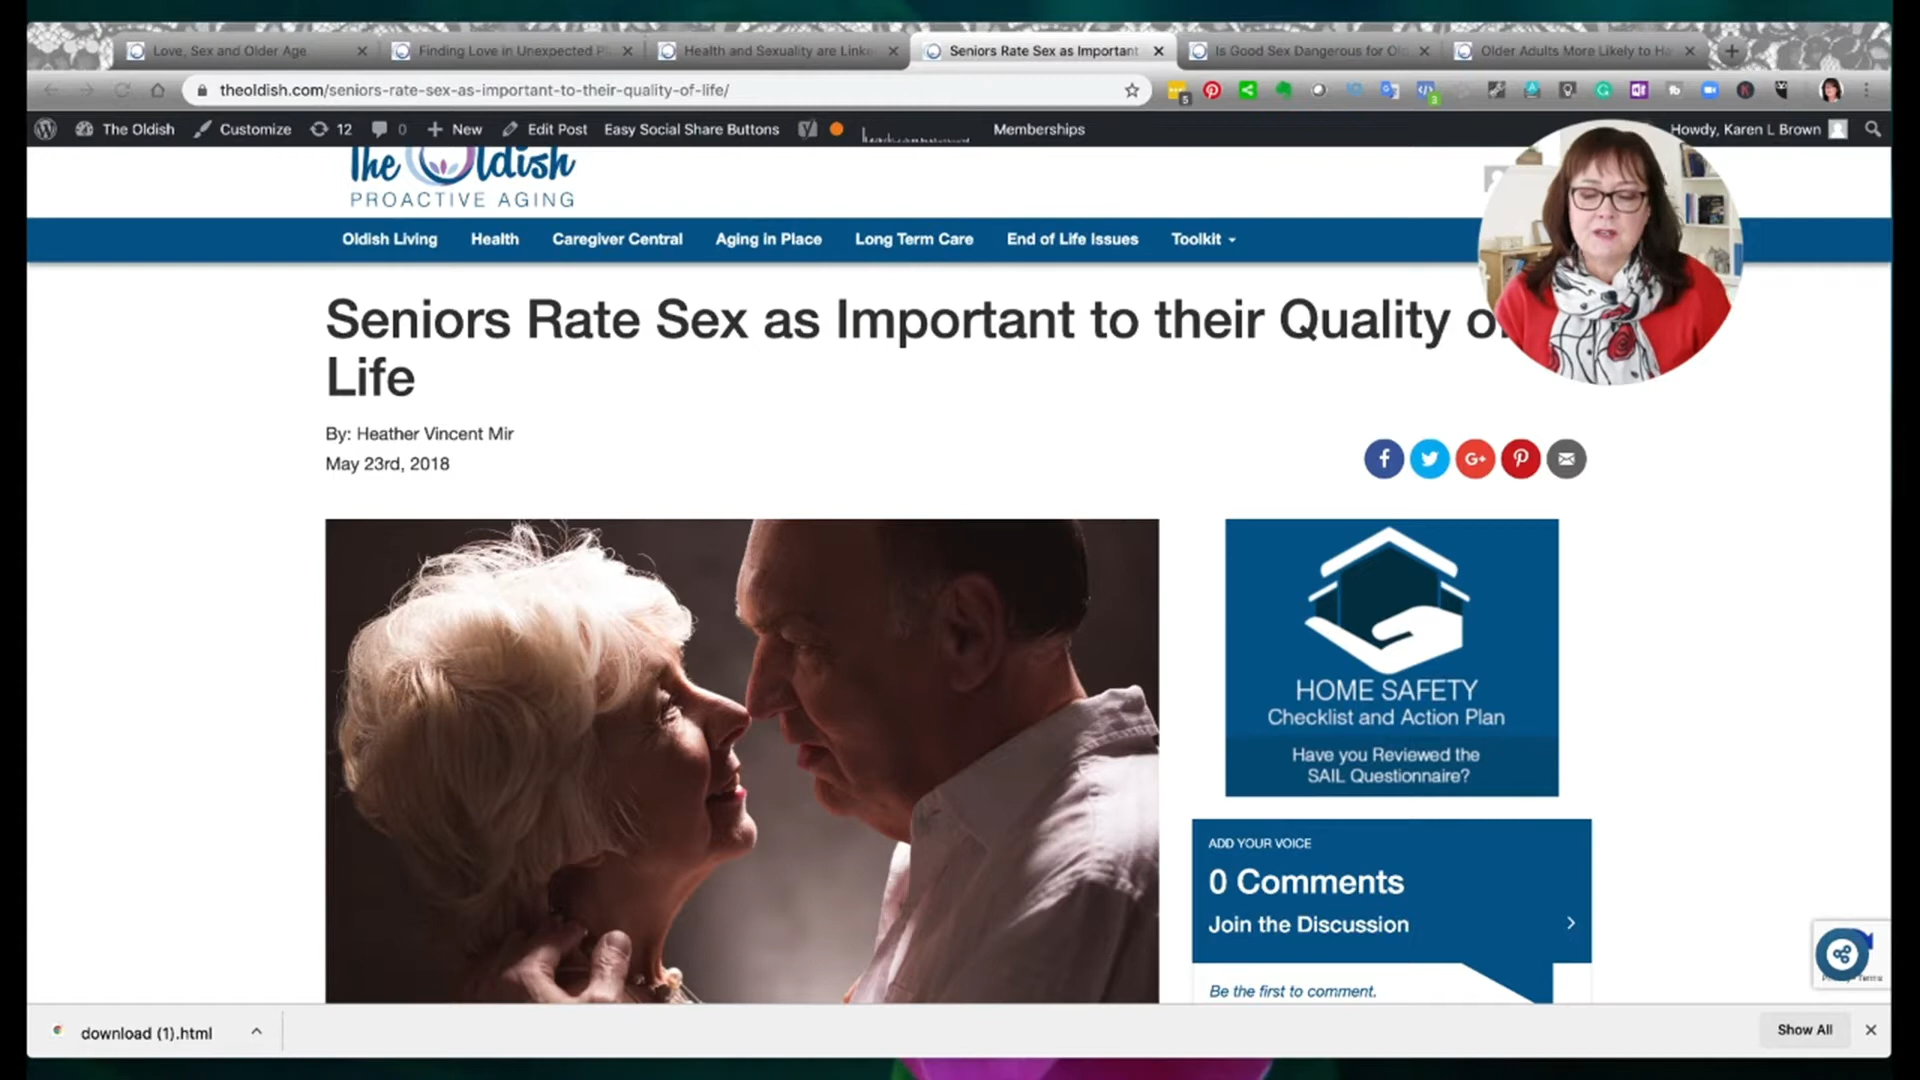 Love, Sex and Older Age
Finding Love in Unexpected Pl
Health and Sexuality are Linke
Seniors Rate Sex as Important
Is Good Sex Dangerous for Ol
Older Adults More Likely to Ha
theoldish.com/seniors-rate-sex-as-important-to-their-quality-of-life/
5
3
The Oldish
Customize
12
0
New
Edit Post
Easy Social Share Buttons
Memberships
Howdy, Karen L Brown
The Oldish
PROACTIVE AGING
Oldish Living
Health
Caregiver Central
Aging in Place
Long Term Care
End of Life Issues
Toolkit
Seniors Rate Sex as Important to their Quality o
Life
By: Heather Vincent Mir
May 23rd, 2018
G+
HOME SAFETY
Checklist and Action Plan
Have you Reviewed the
SAIL Questionnaire?
ADD YOUR VOICE
0 Comments
Join the Discussion
Be the first to comment.
download (1).html
Show All